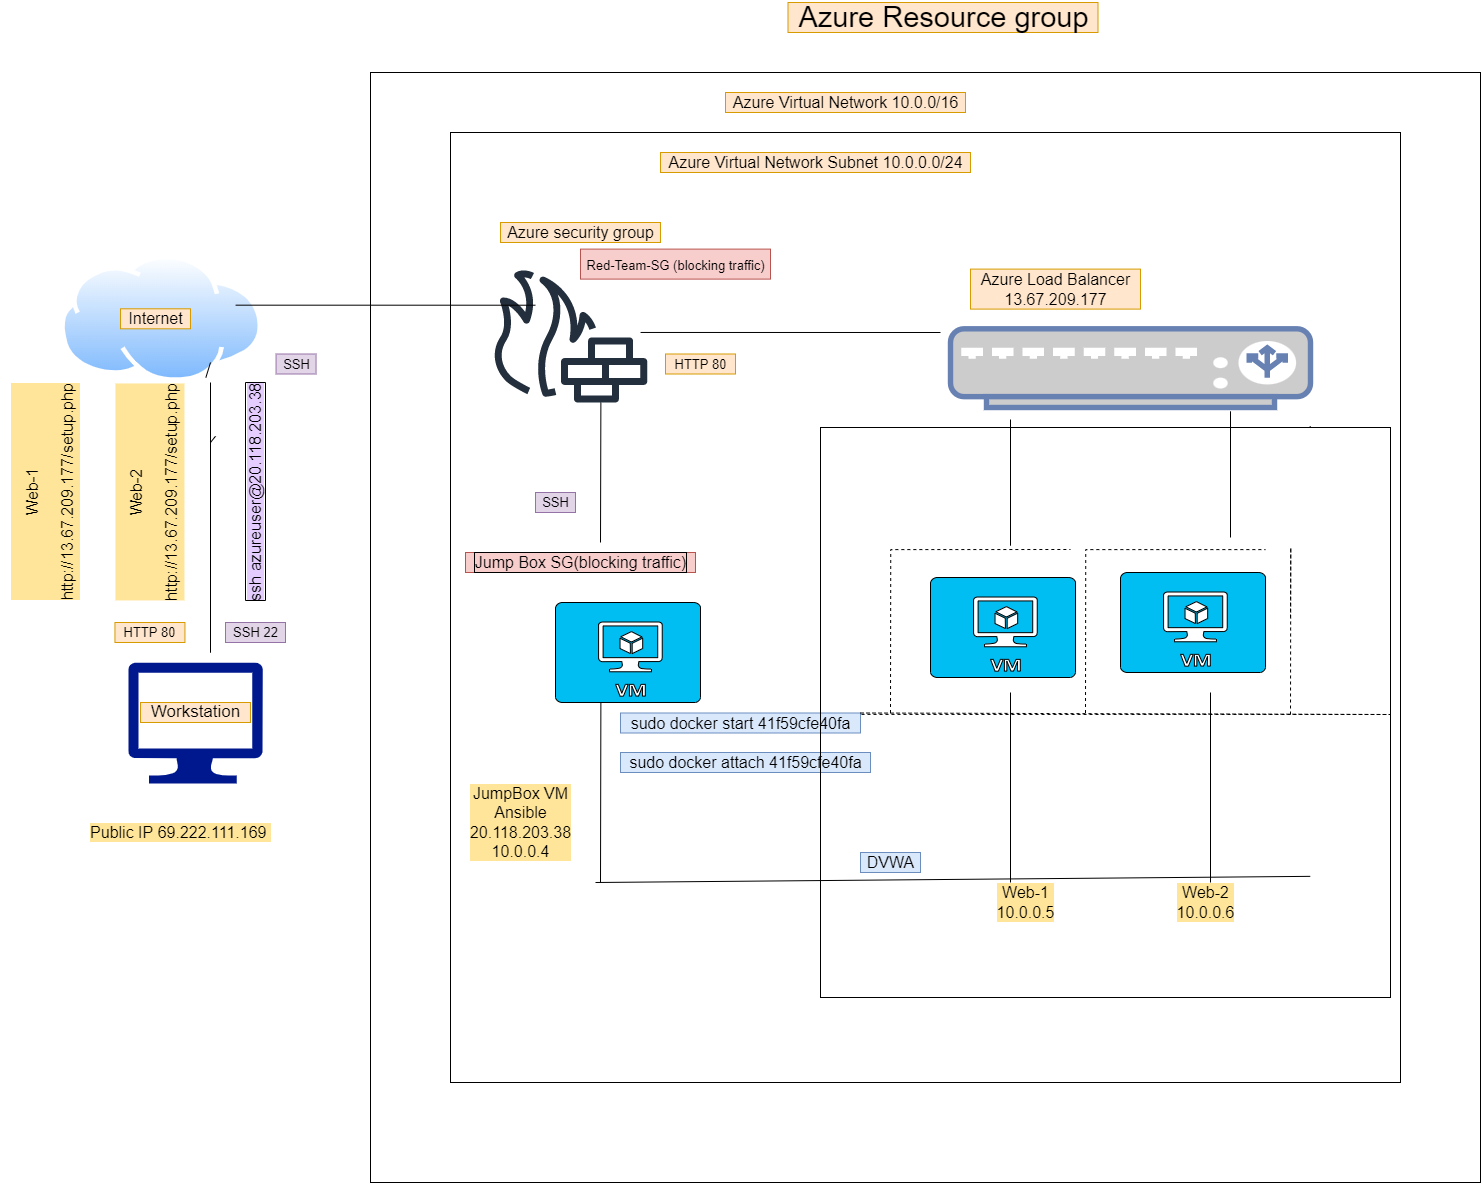 Azure Resource group
Azure Virtual Network 10.0.0/16
Azure Virtual Network Subnet 10.0.0.0/24
Azure security group
Red-Team-SG (blocking traffic)
Azure Load Balancer
13.67.209.177
Internet
SSH
HTTP 80
Web-1
http://13.67.209.177/setup.php
Web-2
http://13.67.209.177/setup.php
ssh azureuser@20.118.203.38
SSH
Jump Box SG(blocking traffic)
HTTP 80
SSH 22
VM
VM
VM
Workstation
sudo docker start 41f59cfe40fa
sudo docker attach 41f59cfe40fa
JumpBox VM
Ansible
20.118.203.38
10.0.0.4
Public IP 69.222.111.169
DVWA
Web-1
10.0.0.5
Web-2
10.0.0.6